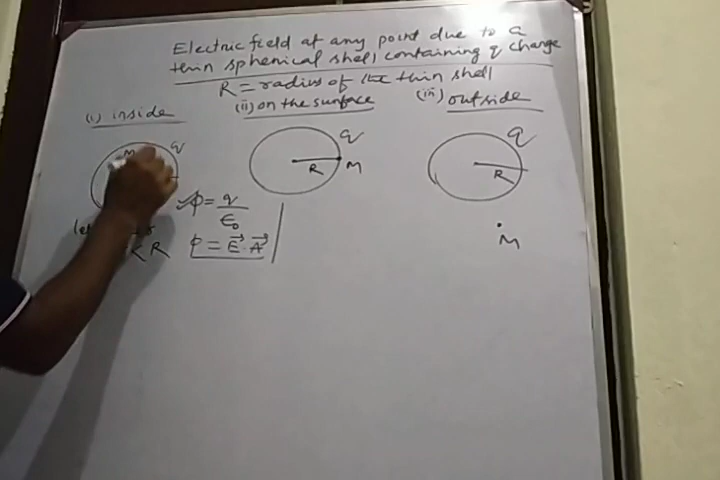 Electric field at any point due to a
thin spherical shell containing q charge
R = radius of the thin shell
(i) inside
(ii) on the surface
(iii) outside
M
q
q
R
M
q
R
M
φ = q/ε₀
< R
φ = E⃗ · A⃗